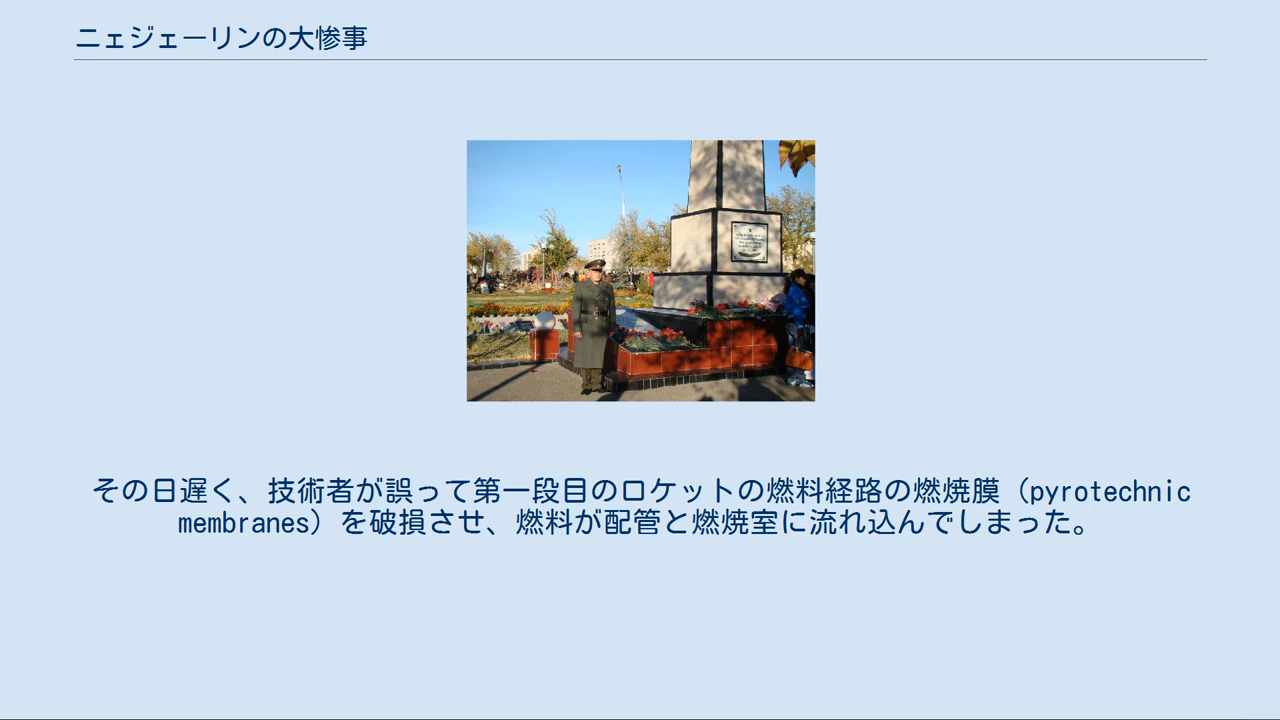 ニェジェーリンの大惨事
その日遅く、技術者が誤って第一段目のロケットの燃料経路の燃焼膜（pyrotechnic
membranes）を破損させ、燃料が配管と燃焼室に流れ込んでしまった。